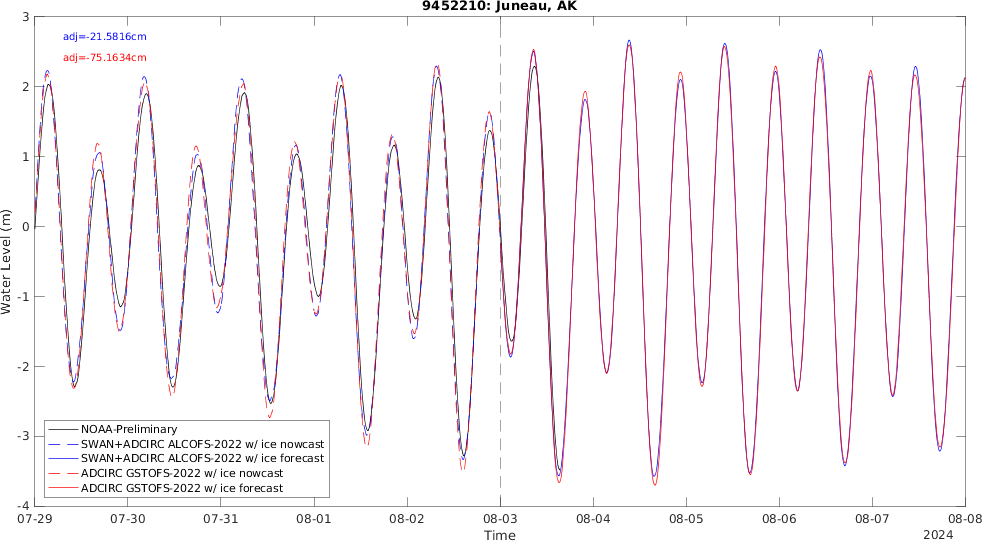 9452210: Juneau, AK
adj=-21.5816cm
adj=-75.1634cm
Water Level (m)
3
2
1
0
-1
-2
-3
-4
NOAA-Preliminary
SWAN+ADCIRC ALCOFS-2022 w/ ice nowcast
SWAN+ADCIRC ALCOFS-2022 w/ ice forecast
ADCIRC GSTOFS-2022 w/ ice nowcast
ADCIRC GSTOFS-2022 w/ ice forecast
07-29 07-30 07-31 08-01 08-02 08-03 08-04 08-05 08-06 08-07 08-08
Time
2024